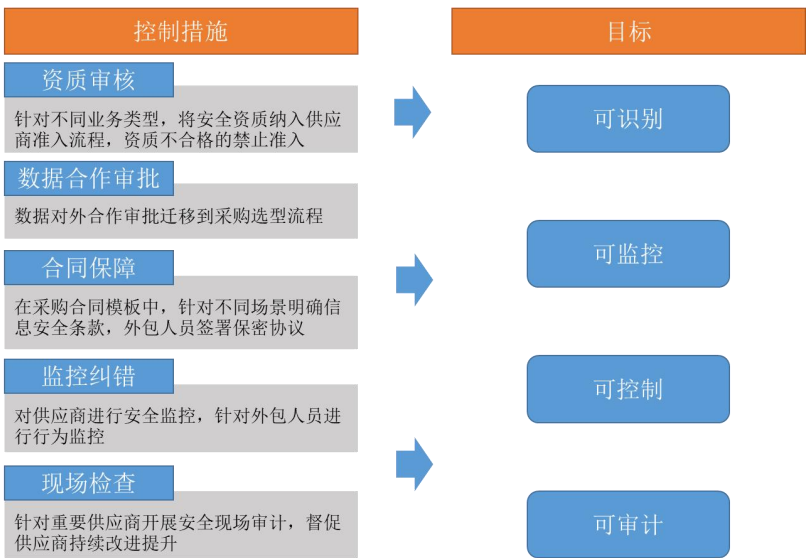 控制措施
目标
资质审核
针对不同业务类型，将安全资质纳入供应
商准入流程，资质不合格的禁止准入
数据合作审批
数据对外合作审批迁移到采购选型流程
合同保障
在采购合同模板中，针对不同场景明确信
息安全条款，外包人员签署保密协议
监控纠错
对供应商进行安全监控，针对外包人员进
行行为监控
现场检查
针对重要供应商开展安全现场审计，督促
供应商持续改进提升
可识别
可监控
可控制
可审计